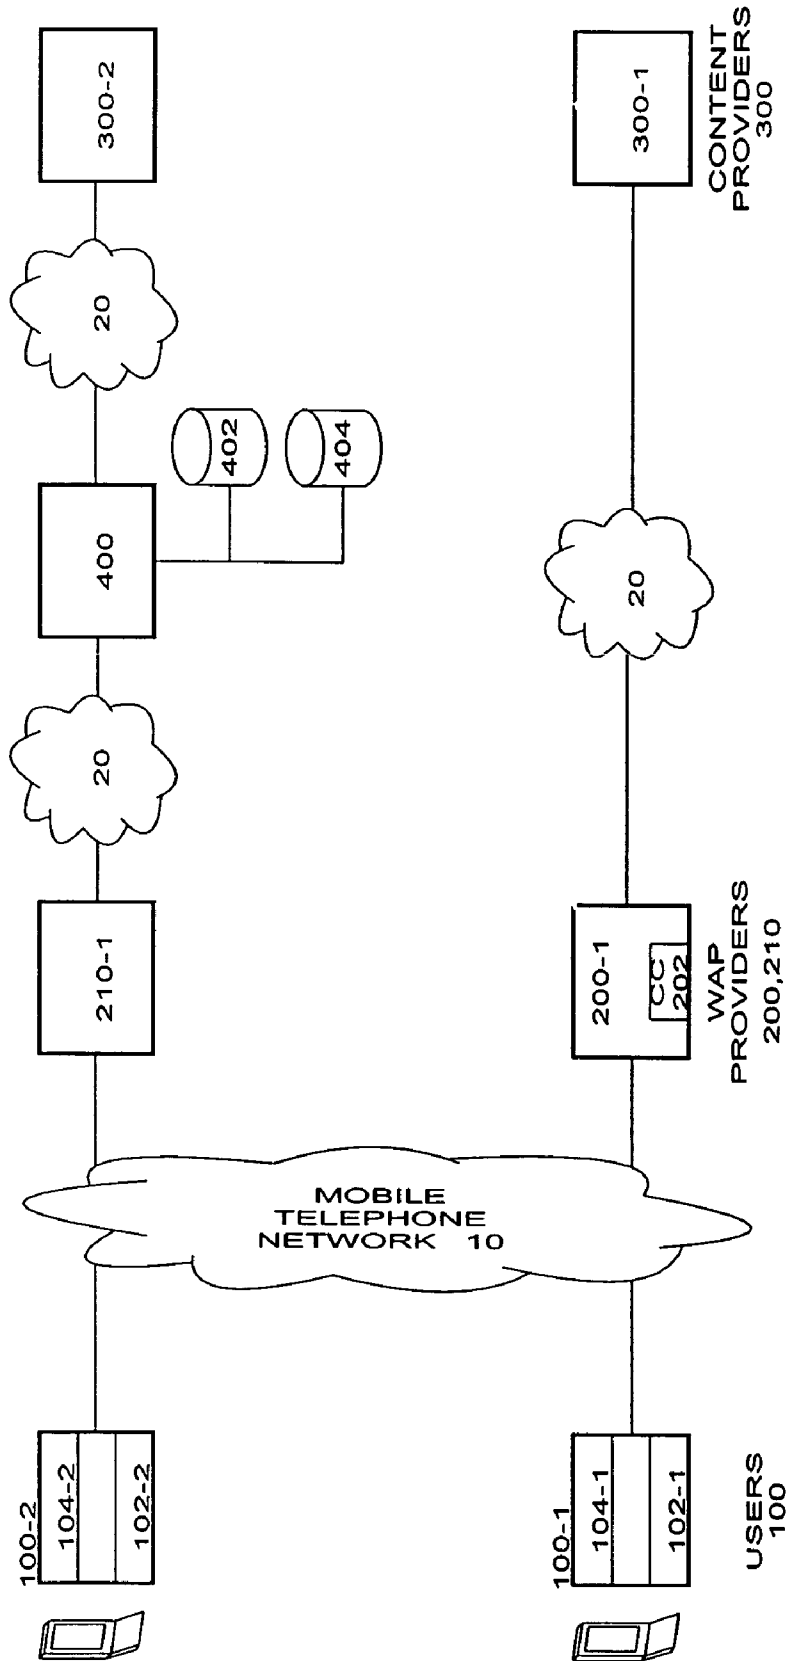 100-2
104-2
102-2
210-1
20
400
402
404
20
300-2
MOBILE
TELEPHONE
NETWORK 10
100-1
104-1
102-1
200-1
CC
202
20
300-1
USERS
100
WAP
PROVIDERS
200,210
CONTENT
PROVIDERS
300